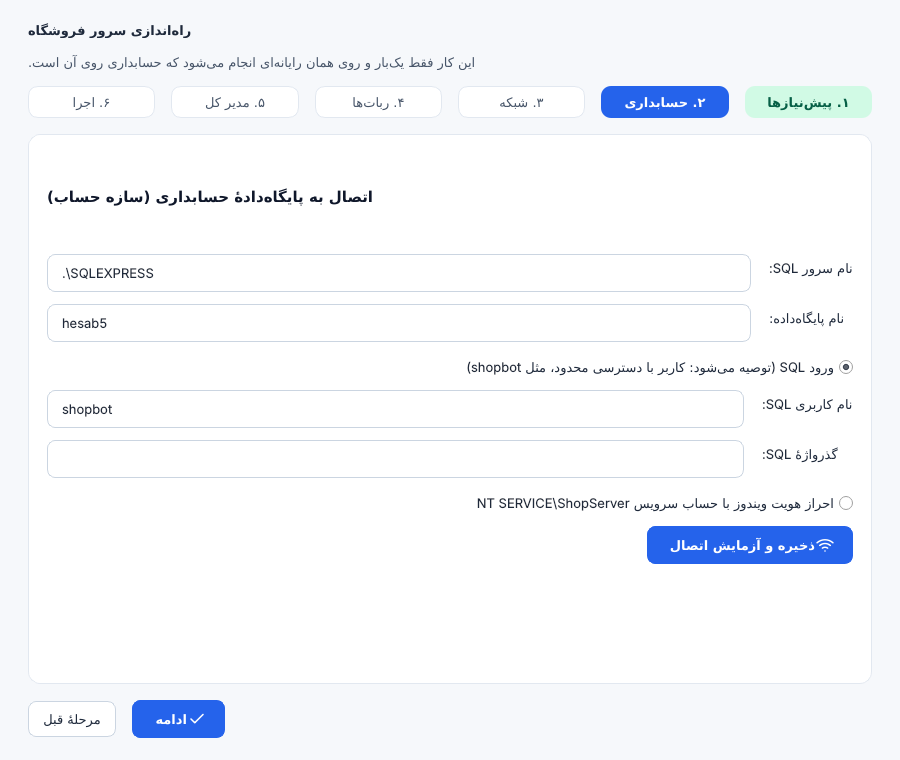 راه‌اندازی سرور فروشگاه
این کار فقط یک‌بار و روی همان رایانه‌ای انجام می‌شود که حسابداری روی آن است.
۱. پیش‌نیازها
۲. حسابداری
۳. شبکه
۴. ربات‌ها
۵. مدیر کل
۶. اجرا
اتصال به پایگاه‌دادهٔ حسابداری (سازه حساب)
نام سرور SQL:
.\SQLEXPRESS
نام پایگاه‌داده:
hesab5
ورود SQL (توصیه می‌شود: کاربر با دسترسی محدود، مثل shopbot)
نام کاربری SQL:
shopbot
گذرواژهٔ SQL:
احراز هویت ویندوز با حساب سرویس NT SERVICE\ShopServer
ذخیره و آزمایش اتصال
ادامه
مرحلهٔ قبل